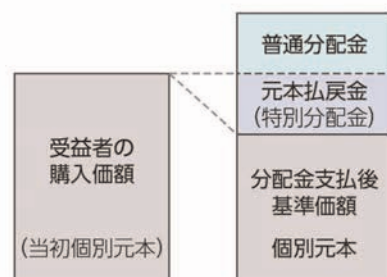 受益者の
購入価額
(当初個別元本)
普通分配金
元本払戻金
(特別分配金)
分配金支払後
基準価額
個別元本